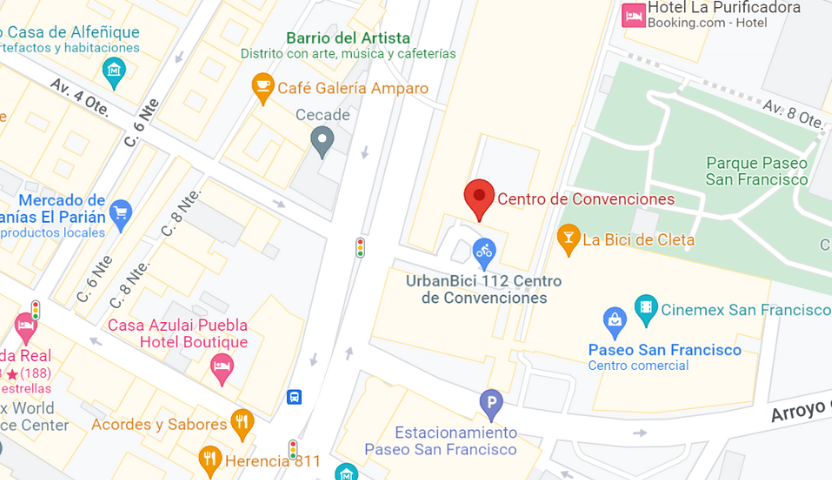 Hotel La Purificadora
Booking.com - Hotel
Casa de Alfeñique
rtefactos y habitaciones
Barrio del Artista
Distrito con arte, música y cafeterías
Av. 4 Ote.
C. 6 Nte
Café Galería Amparo
Cecade
Av. 8 Ote.
Parque Paseo
San Francisco
Centro de Convenciones
Mercado de
anías El Parián
productos locales
C. 8 Nte.
La Bici de Cleta
C. 6 Nte
C. 8 Nte.
UrbanBici 112 Centro
de Convenciones
Cinemex San Francisco
Casa Azulai Puebla
Hotel Boutique
Paseo San Francisco
Centro comercial
da Real
(188)
estrellas
x World
ce Center
Acordes y Sabores
P
Arroyo
Estacionamiento
Paseo San Francisco
Herencia 811